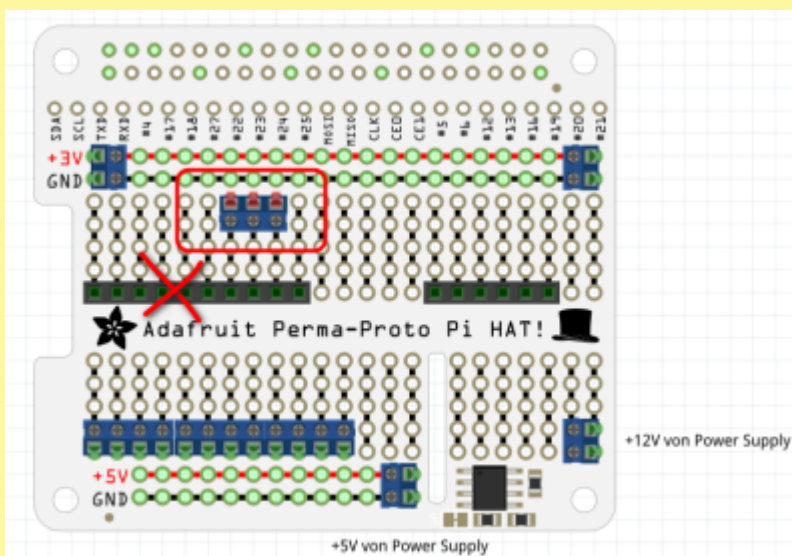 SDA SCL TXD RXD #4 #17 #18 #27 #22 #23 #24 #25 MOSI MISO CLK CE0 CE1 #5 #6 #12 #13 #16 #19 #20 #21
+3V
GND
Adafruit Perma-Proto Pi HAT!
+12V von Power Supply
+5V
GND
+5V von Power Supply